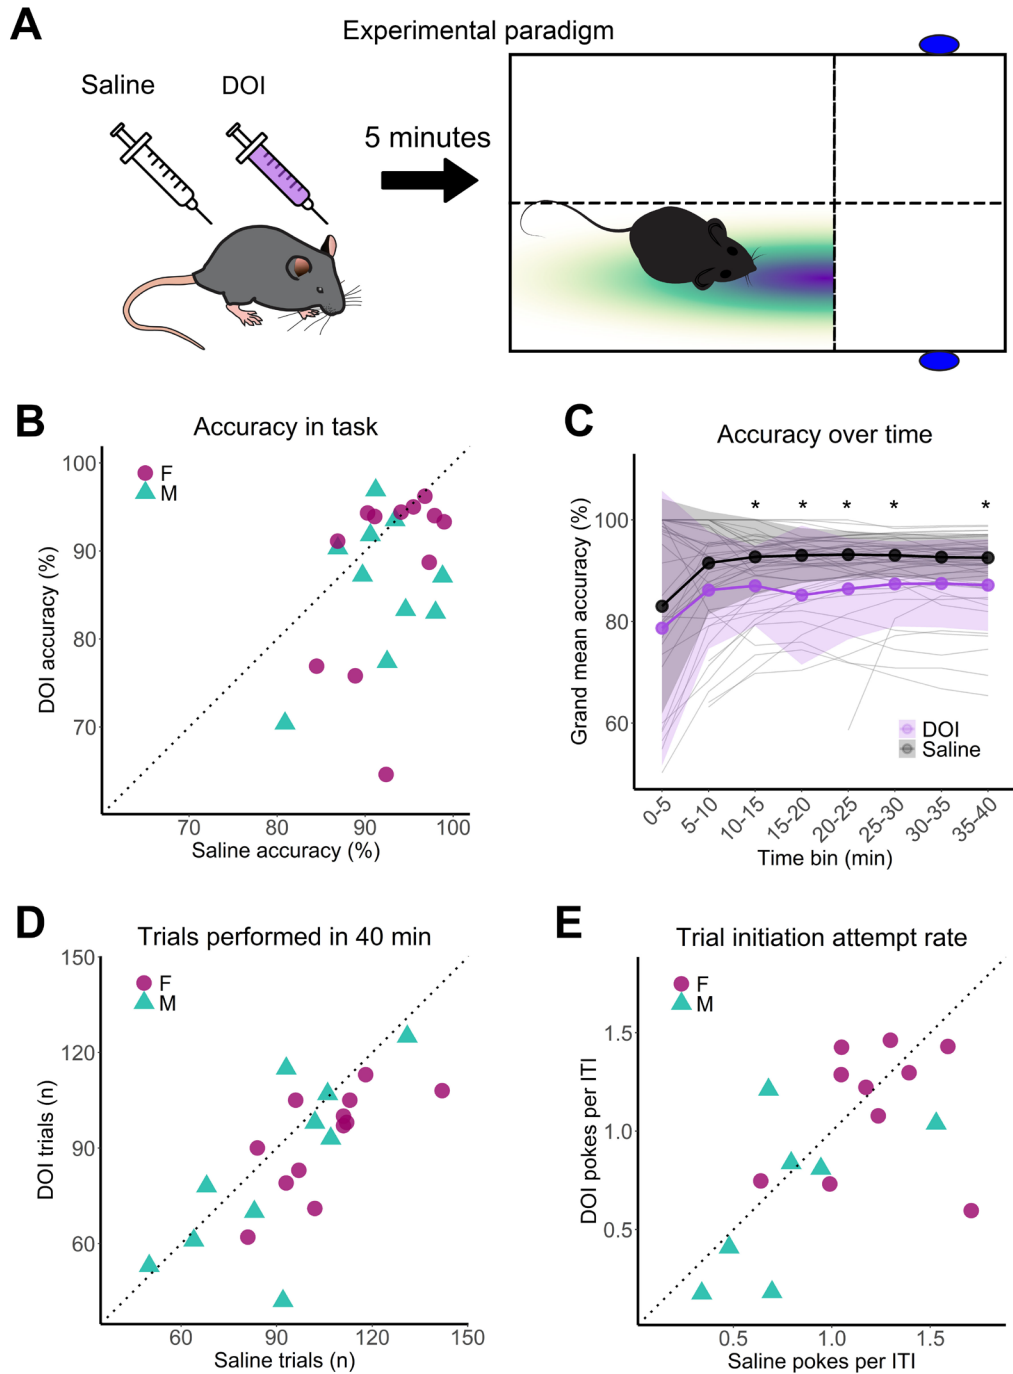 A
Experimental paradigm
Saline
DOI
5 minutes
B
Accuracy in task
F
M
100
90
80
70
DOI accuracy (%)
70
80
90
100
Saline accuracy (%)
C
Accuracy over time
* * * * *
100
80
60
Grand mean accuracy (%)
DOI
Saline
0-5
5-10
10-15
15-20
20-25
25-30
30-35
35-40
Time bin (min)
D
Trials performed in 40 min
F
M
150
120
90
60
DOI trials (n)
60
90
120
150
Saline trials (n)
E
Trial initiation attempt rate
F
M
1.5
1.0
0.5
DOI pokes per ITI
0.5
1.0
1.5
Saline pokes per ITI